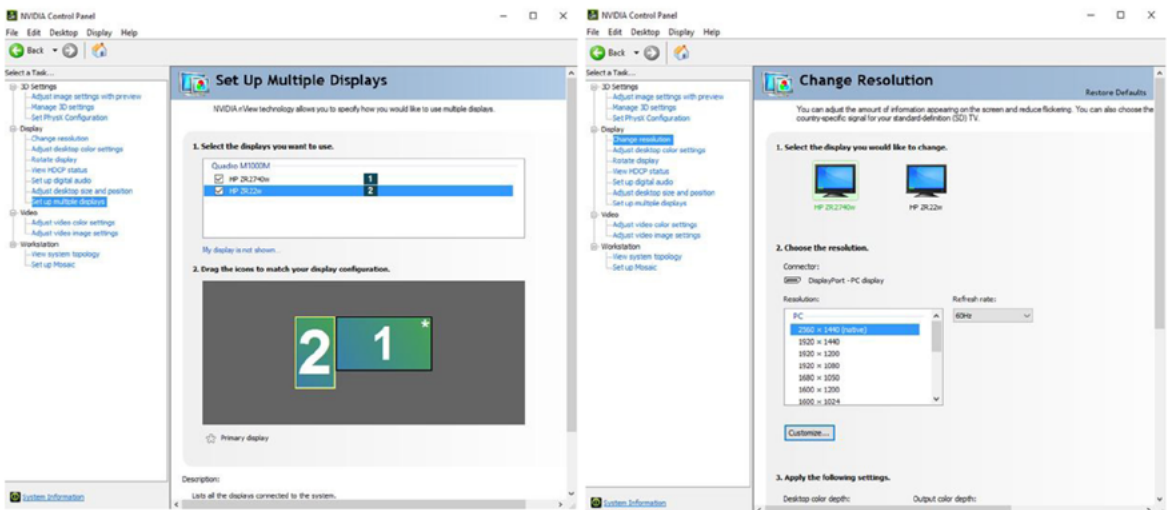 NVIDIA Control Panel
File Edit Desktop Display Help
Back
Select a Task...
3D Settings
Adjust image settings with preview
Manage 3D settings
Set PhysX Configuration
Display
Change resolution
Adjust desktop color settings
Rotate display
View HDCP status
Set up digital audio
Adjust desktop size and position
Set up multiple displays
Video
Adjust video color settings
Adjust video image settings
Workstation
View system topology
Set up Mosaic
System Information
Set Up Multiple Displays
NVIDIA nView technology allows you to specify how you would like to use multiple displays.
1. Select the displays you want to use.
Quadro M1000M
HP ZR2740w 1
HP ZR22w 2
My display is not shown...
2. Drag the icons to match your display configuration.
2 1
Primary display
Description:
Lists all the displays connected to the system.
NVIDIA Control Panel
File Edit Desktop Display Help
Back
Select a Task...
3D Settings
Adjust image settings with preview
Manage 3D settings
Set PhysX Configuration
Display
Change resolution
Adjust desktop color settings
Rotate display
View HDCP status
Set up digital audio
Adjust desktop size and position
Set up multiple displays
Video
Adjust video color settings
Adjust video image settings
Workstation
View system topology
Set up Mosaic
System Information
Change Resolution
Restore Defaults
You can adjust the amount of information appearing on the screen and reduce flickering. You can also choose the
country-specific signal for your standard-definition (SD) TV.
1. Select the display you would like to change.
HP ZR2740w HP ZR22w
2. Choose the resolution.
Connector:
DisplayPort - PC display
Resolution: Refresh rate:
PC 60Hz
2560 × 1440 (native)
1920 × 1440
1920 × 1200
1920 × 1080
1680 × 1050
1600 × 1200
1600 × 1024
Customize...
3. Apply the following settings.
Desktop color depth: Output color depth: